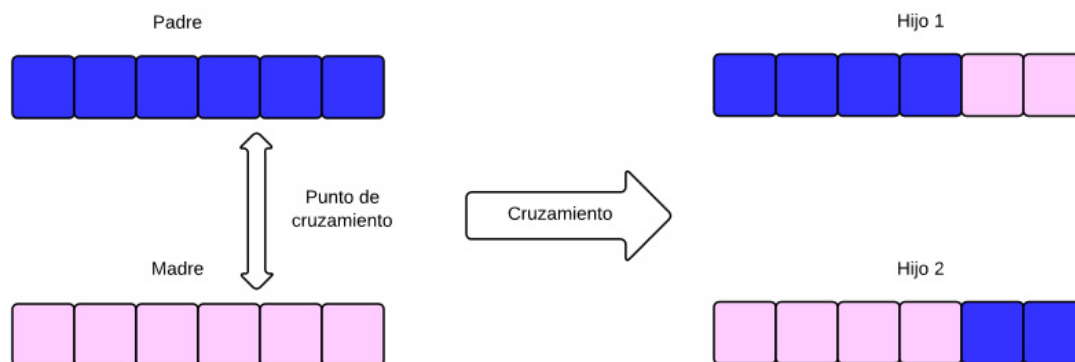 Padre
Hijo 1
Punto de
cruzamiento
Cruzamiento
Madre
Hijo 2